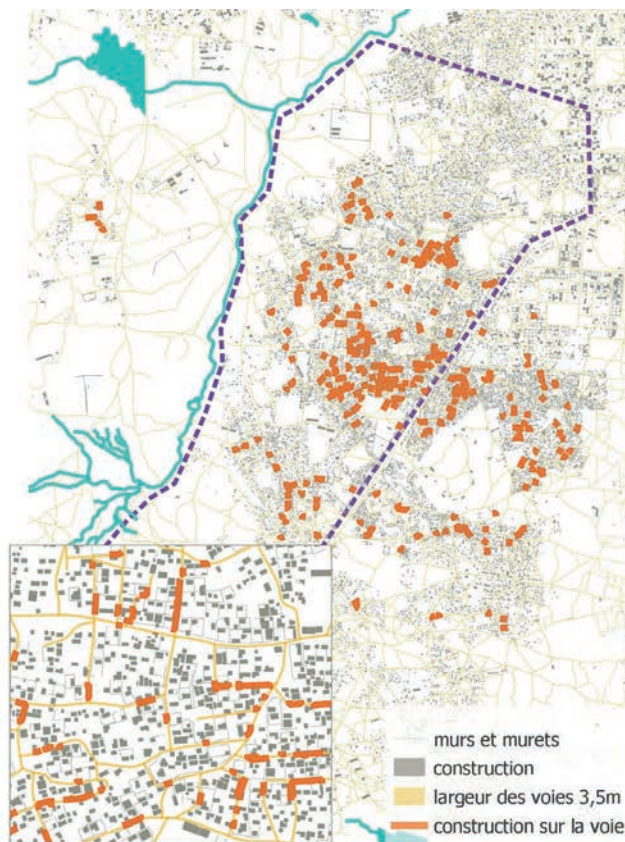 murs et murets
construction
largeur des voies 3,5m
construction sur la voie